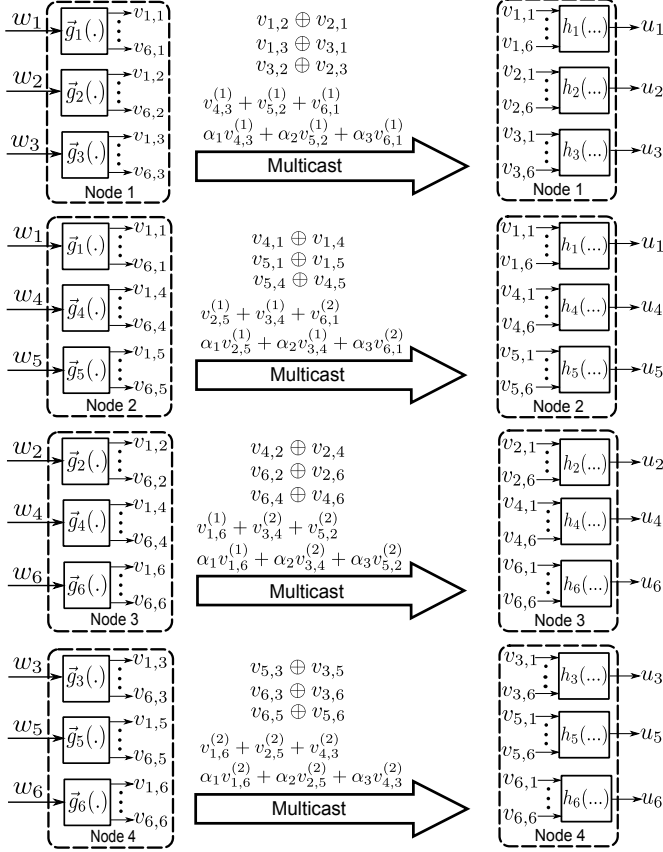 w_1 \vec{g}_1(.) v_{1,1} ⋮ v_{6,1}
w_2 \vec{g}_2(.) v_{1,2} ⋮ v_{6,2}
w_3 \vec{g}_3(.) v_{1,3} ⋮ v_{6,3}
Node 1
v_{1,2} ⊕ v_{2,1}
v_{1,3} ⊕ v_{3,1}
v_{3,2} ⊕ v_{2,3}
v_{4,3}^{(1)} + v_{5,2}^{(1)} + v_{6,1}^{(1)}
α_1 v_{4,3}^{(1)} + α_2 v_{5,2}^{(1)} + α_3 v_{6,1}^{(1)}
Multicast
v_{1,1} ⋮ v_{1,6} h_1(...) u_1
v_{2,1} ⋮ v_{2,6} h_2(...) u_2
v_{3,1} ⋮ v_{3,6} h_3(...) u_3
Node 1
w_1 \vec{g}_1(.) v_{1,1} ⋮ v_{6,1}
w_4 \vec{g}_4(.) v_{1,4} ⋮ v_{6,4}
w_5 \vec{g}_5(.) v_{1,5} ⋮ v_{6,5}
Node 2
v_{4,1} ⊕ v_{1,4}
v_{5,1} ⊕ v_{1,5}
v_{5,4} ⊕ v_{4,5}
v_{2,5}^{(1)} + v_{3,4}^{(1)} + v_{6,1}^{(2)}
α_1 v_{2,5}^{(1)} + α_2 v_{3,4}^{(1)} + α_3 v_{6,1}^{(2)}
Multicast
v_{1,1} ⋮ v_{1,6} h_1(...) u_1
v_{4,1} ⋮ v_{4,6} h_4(...) u_4
v_{5,1} ⋮ v_{5,6} h_5(...) u_5
Node 2
w_2 \vec{g}_2(.) v_{1,2} ⋮ v_{6,2}
w_4 \vec{g}_4(.) v_{1,4} ⋮ v_{6,4}
w_6 \vec{g}_6(.) v_{1,6} ⋮ v_{6,6}
Node 3
v_{4,2} ⊕ v_{2,4}
v_{6,2} ⊕ v_{2,6}
v_{6,4} ⊕ v_{4,6}
v_{1,6}^{(1)} + v_{3,4}^{(2)} + v_{5,2}^{(2)}
α_1 v_{1,6}^{(1)} + α_2 v_{3,4}^{(2)} + α_3 v_{5,2}^{(2)}
Multicast
v_{2,1} ⋮ v_{2,6} h_2(...) u_2
v_{4,1} ⋮ v_{4,6} h_4(...) u_4
v_{6,1} ⋮ v_{6,6} h_6(...) u_6
Node 3
w_3 \vec{g}_3(.) v_{1,3} ⋮ v_{6,3}
w_5 \vec{g}_5(.) v_{1,5} ⋮ v_{6,5}
w_6 \vec{g}_6(.) v_{1,6} ⋮ v_{6,6}
Node 4
v_{5,3} ⊕ v_{3,5}
v_{6,3} ⊕ v_{3,6}
v_{6,5} ⊕ v_{5,6}
v_{1,6}^{(2)} + v_{2,5}^{(2)} + v_{4,3}^{(2)}
α_1 v_{1,6}^{(2)} + α_2 v_{2,5}^{(2)} + α_3 v_{4,3}^{(2)}
Multicast
v_{3,1} ⋮ v_{3,6} h_3(...) u_3
v_{5,1} ⋮ v_{5,6} h_5(...) u_5
v_{6,1} ⋮ v_{6,6} h_6(...) u_6
Node 4